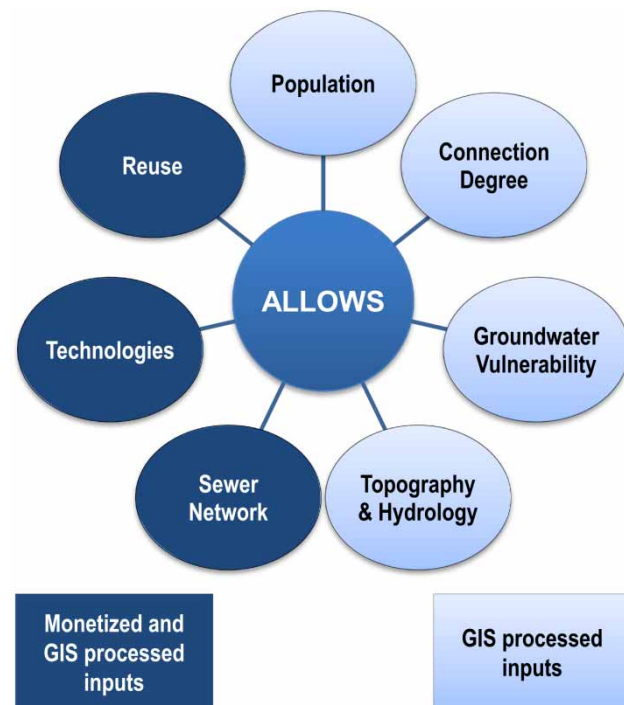 Population
Reuse
Connection
Degree
ALLOWS
Technologies
Groundwater
Vulnerability
Sewer
Network
Topography
& Hydrology
Monetized and
GIS processed
inputs
GIS processed
inputs